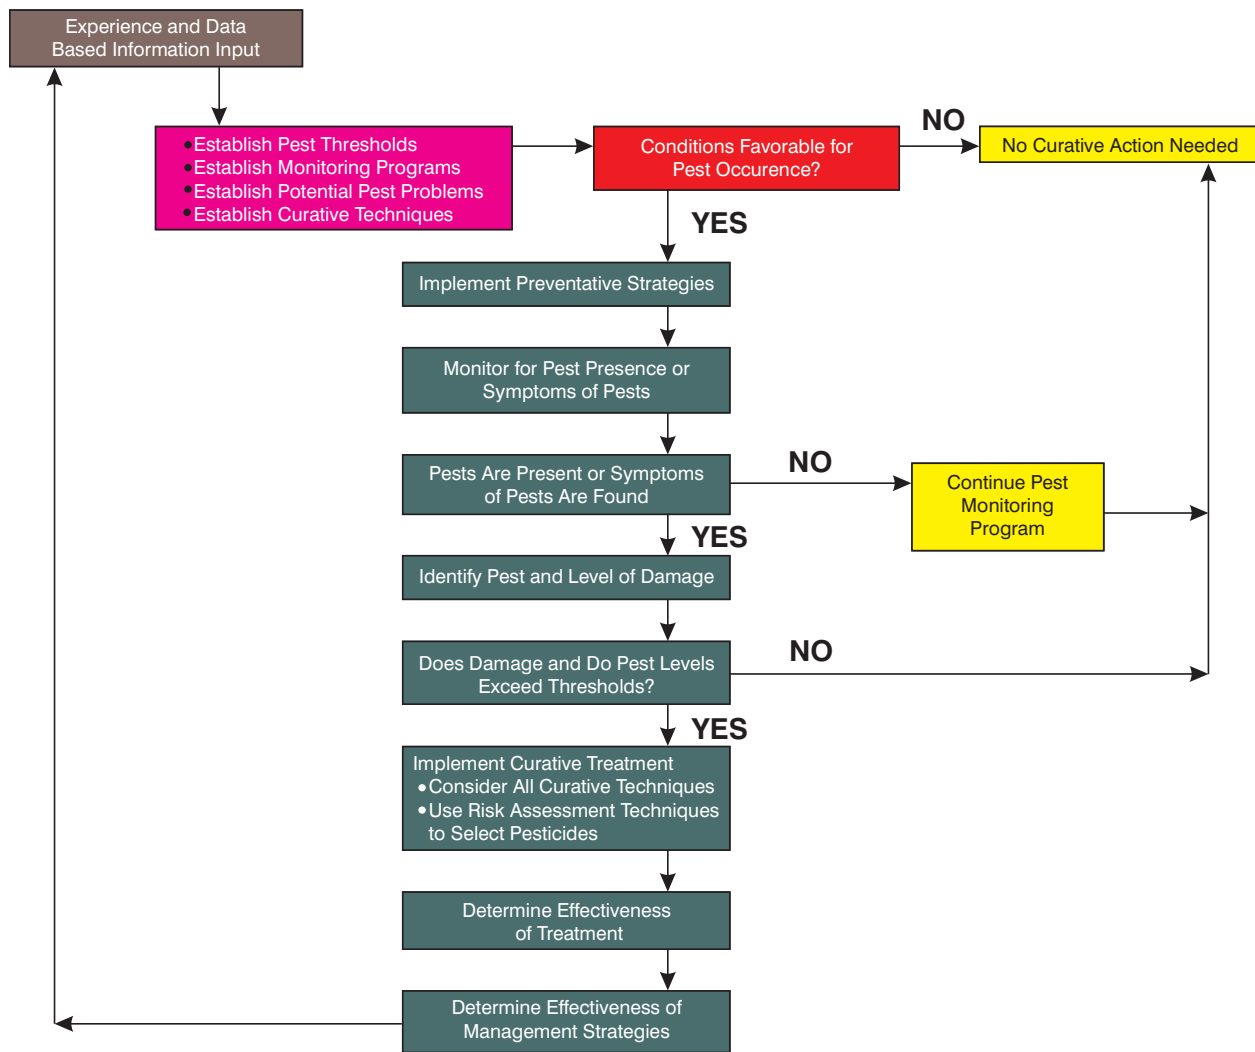 Experience and Data
Based Information Input
• Establish Pest Thresholds
• Establish Monitoring Programs
• Establish Potential Pest Problems
• Establish Curative Techniques
Conditions Favorable for
Pest Occurence?
NO
No Curative Action Needed
YES
Implement Preventative Strategies
Monitor for Pest Presence or
Symptoms of Pests
Pests Are Present or Symptoms
of Pests Are Found
NO
Continue Pest
Monitoring
Program
YES
Identify Pest and Level of Damage
Does Damage and Do Pest Levels
Exceed Thresholds?
NO
YES
Implement Curative Treatment
• Consider All Curative Techniques
• Use Risk Assessment Techniques
to Select Pesticides
Determine Effectiveness
of Treatment
Determine Effectiveness of
Management Strategies